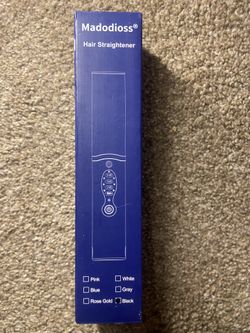 Madodioss®
Hair Straightener
Pink
White
Blue
Gray
Rose Gold
Black